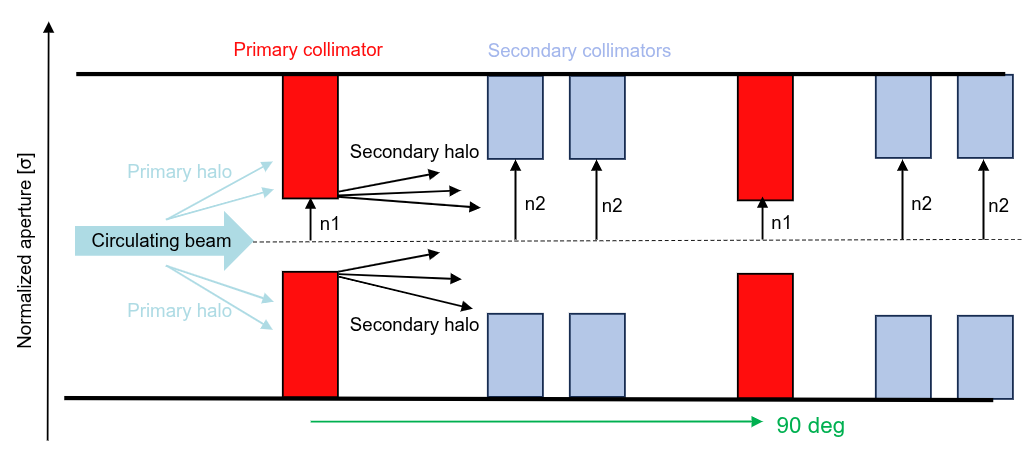 Primary collimator
Secondary collimators
Primary halo
Secondary halo
n1
n2
n2
n1
n2
n2
Circulating beam
Normalized aperture [σ]
Primary halo
Secondary halo
90 deg